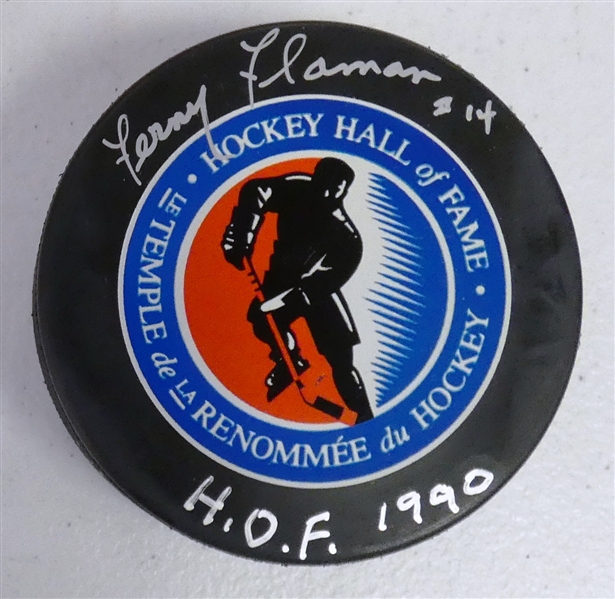 Ferny Flaman
# 14
HOCKEY HALL of FAME •
LE TEMPLE de LA RENOMMÉE du HOCKEY •
H.O.F. 1990